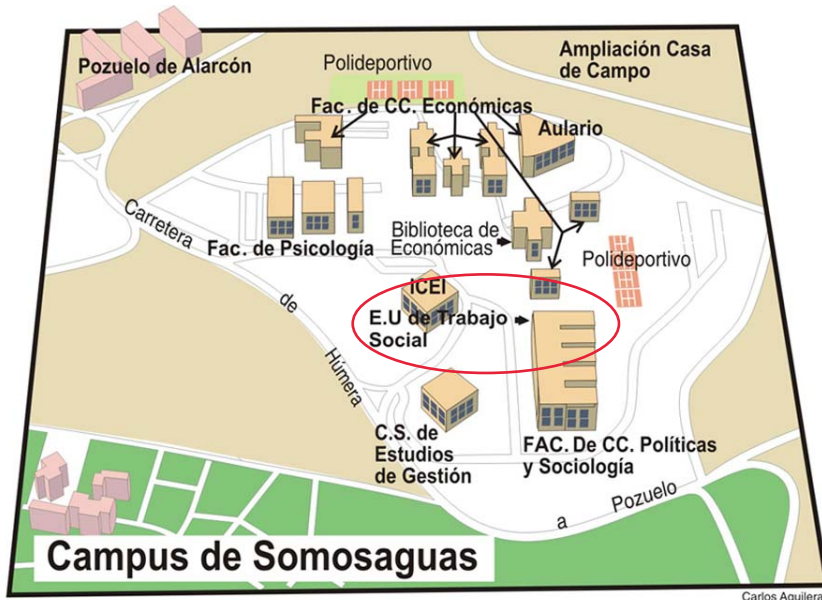 Pozuelo de Alarcón
Polideportivo
Ampliación Casa
de Campo
Fac. de CC. Económicas
Aulario
Carretera
Fac. de Psicología
Biblioteca de
Económicas
Polideportivo
de
ICEI
E.U de Trabajo
Social
Húmera
C.S. de
Estudios
de Gestión
FAC. De CC. Políticas
y Sociología
a
Pozuelo
Campus de Somosaguas
Carlos Aguilera